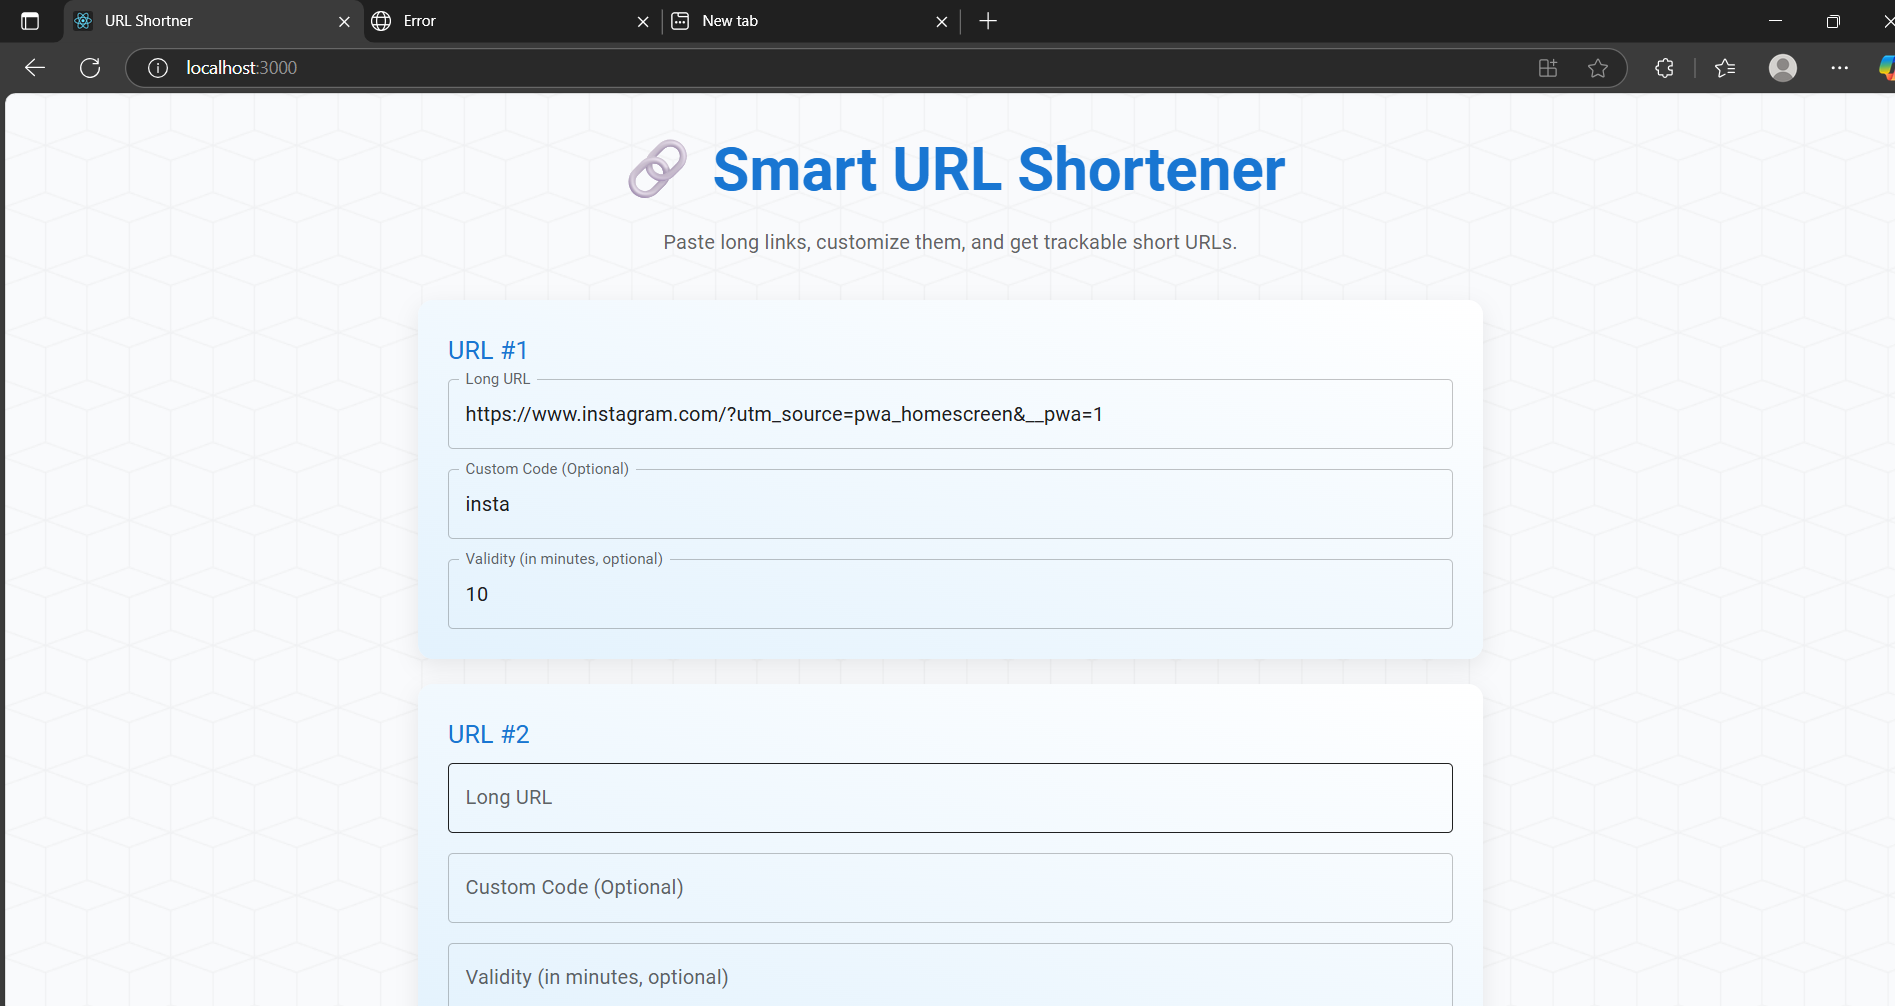 URL Shortner
Error
New tab
localhost:3000
Smart URL Shortener
Paste long links, customize them, and get trackable short URLs.
URL #1
Long URL
https://www.instagram.com/?utm_source=pwa_homescreen&__pwa=1
Custom Code (Optional)
insta
Validity (in minutes, optional)
10
URL #2
Long URL
Custom Code (Optional)
Validity (in minutes, optional)